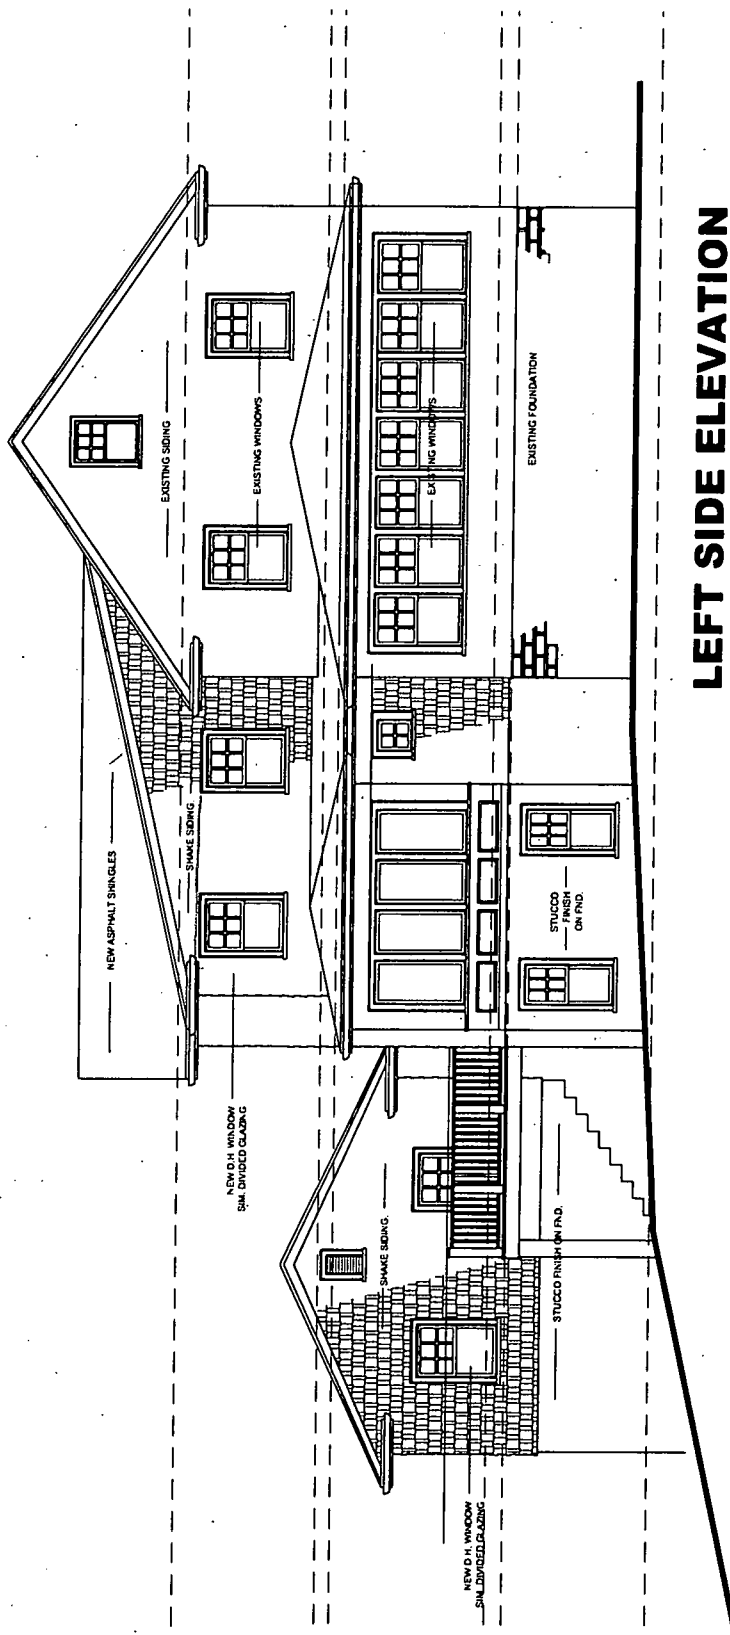 NEW D.H. WINDOW
SIM. DIVIDED GLAZING
SHAKE SIDING.
STUCCO FINISH ON FND.
NEW D.H. WINDOW
SIM. DIVIDED GLAZING
NEW ASPHALT SHINGLES
SHAKE SIDING.
STUCCO
FINISH
ON FND.
EXISTING SIDING
EXISTING WINDOWS
EXISTING WINDOWS
EXISTING FOUNDATION
LEFT SIDE ELEVATION